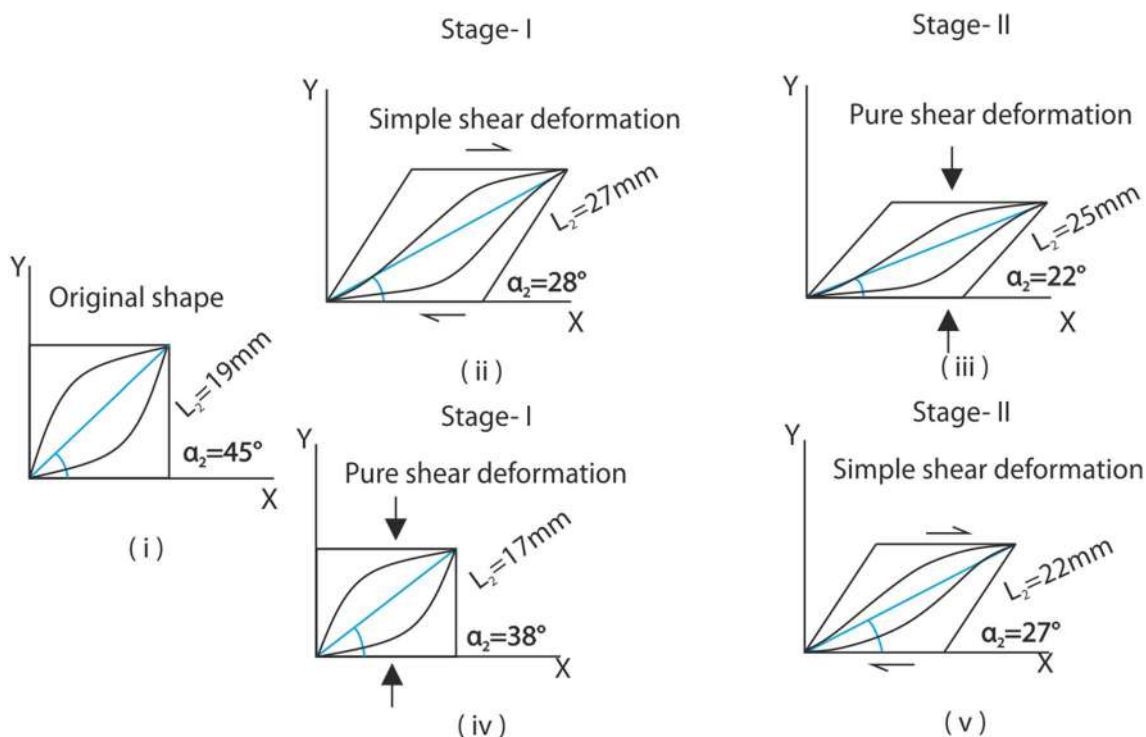 Stage- I
Stage- II
Y
Simple shear deformation
L₂=27mm
α₂=28°
X
( ii )
Y
Pure shear deformation
L₂=25mm
α₂=22°
X
( iii )
Y
Original shape
L₂=19mm
α₂=45°
X
( i )
Stage- I
Y
Pure shear deformation
L₂=17mm
α₂=38°
X
( iv )
Stage- II
Y
Simple shear deformation
L₂=22mm
α₂=27°
X
( v )